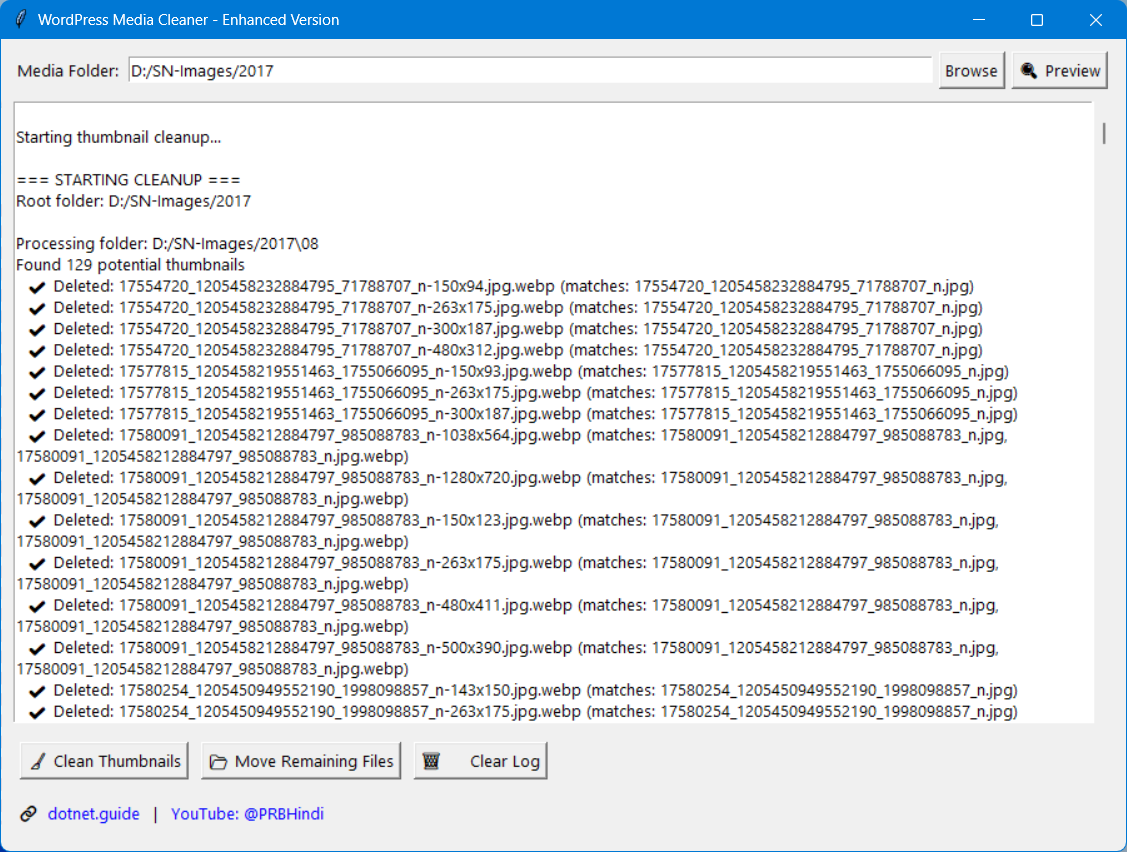 WordPress Media Cleaner - Enhanced Version
Media Folder: D:/SN-Images/2017 Browse Preview
Starting thumbnail cleanup...
=== STARTING CLEANUP ===
Root folder: D:/SN-Images/2017
Processing folder: D:/SN-Images/2017\08
Found 129 potential thumbnails
✔ Deleted: 17554720_1205458232884795_71788707_n-150x94.jpg.webp (matches: 17554720_1205458232884795_71788707_n.jpg)
✔ Deleted: 17554720_1205458232884795_71788707_n-263x175.jpg.webp (matches: 17554720_1205458232884795_71788707_n.jpg)
✔ Deleted: 17554720_1205458232884795_71788707_n-300x187.jpg.webp (matches: 17554720_1205458232884795_71788707_n.jpg)
✔ Deleted: 17554720_1205458232884795_71788707_n-480x312.jpg.webp (matches: 17554720_1205458232884795_71788707_n.jpg)
✔ Deleted: 17577815_1205458219551463_1755066095_n-150x93.jpg.webp (matches: 17577815_1205458219551463_1755066095_n.jpg)
✔ Deleted: 17577815_1205458219551463_1755066095_n-263x175.jpg.webp (matches: 17577815_1205458219551463_1755066095_n.jpg)
✔ Deleted: 17577815_1205458219551463_1755066095_n-300x187.jpg.webp (matches: 17577815_1205458219551463_1755066095_n.jpg)
✔ Deleted: 17580091_1205458212884797_985088783_n-1038x564.jpg.webp (matches: 17580091_1205458212884797_985088783_n.jpg,
17580091_1205458212884797_985088783_n.jpg.webp)
✔ Deleted: 17580091_1205458212884797_985088783_n-1280x720.jpg.webp (matches: 17580091_1205458212884797_985088783_n.jpg,
17580091_1205458212884797_985088783_n.jpg.webp)
✔ Deleted: 17580091_1205458212884797_985088783_n-150x123.jpg.webp (matches: 17580091_1205458212884797_985088783_n.jpg,
17580091_1205458212884797_985088783_n.jpg.webp)
✔ Deleted: 17580091_1205458212884797_985088783_n-263x175.jpg.webp (matches: 17580091_1205458212884797_985088783_n.jpg,
17580091_1205458212884797_985088783_n.jpg.webp)
✔ Deleted: 17580091_1205458212884797_985088783_n-480x411.jpg.webp (matches: 17580091_1205458212884797_985088783_n.jpg,
17580091_1205458212884797_985088783_n.jpg.webp)
✔ Deleted: 17580091_1205458212884797_985088783_n-500x390.jpg.webp (matches: 17580091_1205458212884797_985088783_n.jpg,
17580091_1205458212884797_985088783_n.jpg.webp)
✔ Deleted: 17580254_1205450949552190_1998098857_n-143x150.jpg.webp (matches: 17580254_1205450949552190_1998098857_n.jpg)
✔ Deleted: 17580254_1205450949552190_1998098857_n-263x175.jpg.webp (matches: 17580254_1205450949552190_1998098857_n.jpg)
Clean Thumbnails Move Remaining Files Clear Log
dotnet.guide | YouTube: @PRBHindi